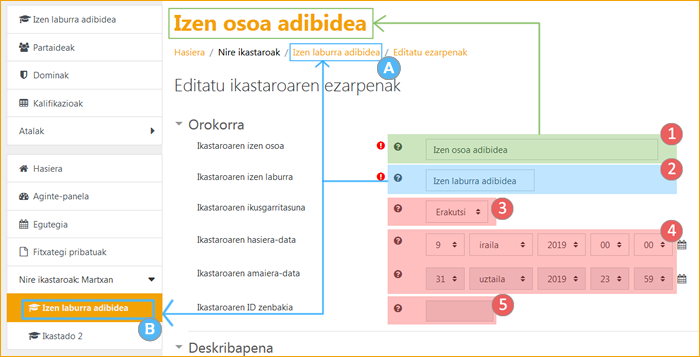 Izen laburra adibidea
Partaideak
Dominak
Kalifikazioak
Atalak
Hasiera
Aginte-panela
Egutegia
Fitxategi pribatuak
Nire ikastaroak: Martxan
Izen laburra adibidea
B
Ikastado 2
Izen osoa adibidea
Hasiera / Nire ikastaroak / Izen laburra adibidea / Editatu ezarpenak
A
Editatu ikastaroaren ezarpenak
Orokorra
Ikastaroaren izen osoa Izen osoa adibidea 1
Ikastaroaren izen laburra Izen laburra adibidea 2
Ikastaroaren ikusgarritasuna Erakutsi 3
Ikastaroaren hasiera-data 9 iraila 2019 00 00 4
Ikastaroaren amaiera-data 31 uztaila 2019 23 59
Ikastaroaren ID zenbakia 5
Deskribapena